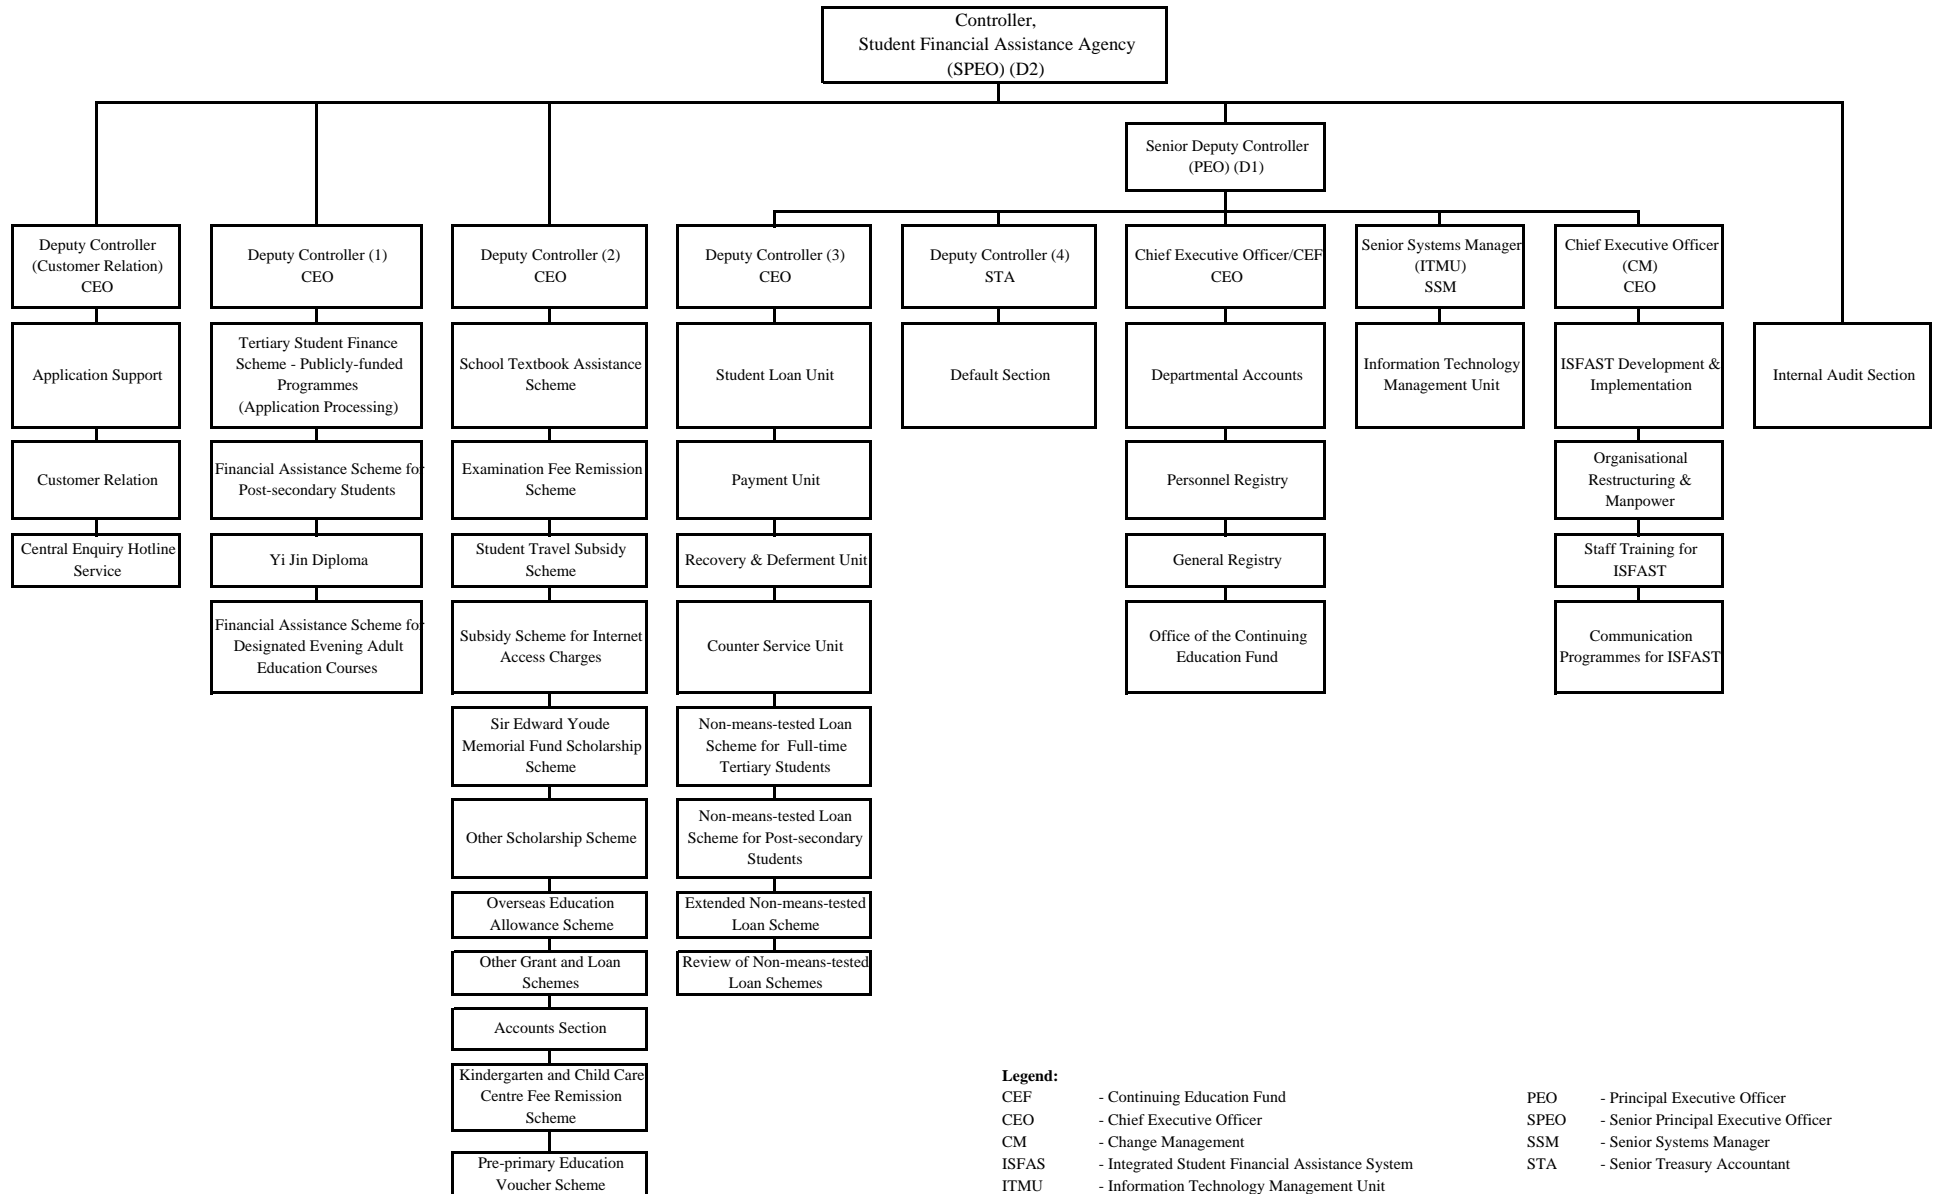 Controller,
Student Financial Assistance Agency
(SPEO) (D2)
Senior Deputy Controller
(PEO) (D1)
Deputy Controller
(Customer Relation)
CEO
Application Support
Customer Relation
Central Enquiry Hotline
Service
Deputy Controller (1)
CEO
Tertiary Student Finance
Scheme - Publicly-funded
Programmes
(Application Processing)
Financial Assistance Scheme for
Post-secondary Students
Yi Jin Diploma
Financial Assistance Scheme for
Designated Evening Adult
Education Courses
Deputy Controller (2)
CEO
School Textbook Assistance
Scheme
Examination Fee Remission
Scheme
Student Travel Subsidy
Scheme
Subsidy Scheme for Internet
Access Charges
Sir Edward Youde
Memorial Fund Scholarship
Scheme
Other Scholarship Scheme
Overseas Education
Allowance Scheme
Other Grant and Loan
Schemes
Accounts Section
Kindergarten and Child Care
Centre Fee Remission
Scheme
Pre-primary Education
Voucher Scheme
Deputy Controller (3)
CEO
Student Loan Unit
Payment Unit
Recovery & Deferment Unit
Counter Service Unit
Non-means-tested Loan
Scheme for Full-time
Tertiary Students
Non-means-tested Loan
Scheme for Post-secondary
Students
Extended Non-means-tested
Loan Scheme
Review of Non-means-tested
Loan Schemes
Deputy Controller (4)
STA
Default Section
Chief Executive Officer/CEF
CEO
Departmental Accounts
Personnel Registry
General Registry
Office of the Continuing
Education Fund
Senior Systems Manager
(ITMU)
SSM
Information Technology
Management Unit
Chief Executive Officer
(CM)
CEO
ISFAST Development &
Implementation
Organisational
Restructuring &
Manpower
Staff Training for
ISFAST
Communication
Programmes for ISFAST
Internal Audit Section
Legend:
CEF - Continuing Education Fund
CEO - Chief Executive Officer
CM - Change Management
ISFAS - Integrated Student Financial Assistance System
ITMU - Information Technology Management Unit
PEO - Principal Executive Officer
SPEO - Senior Principal Executive Officer
SSM - Senior Systems Manager
STA - Senior Treasury Accountant